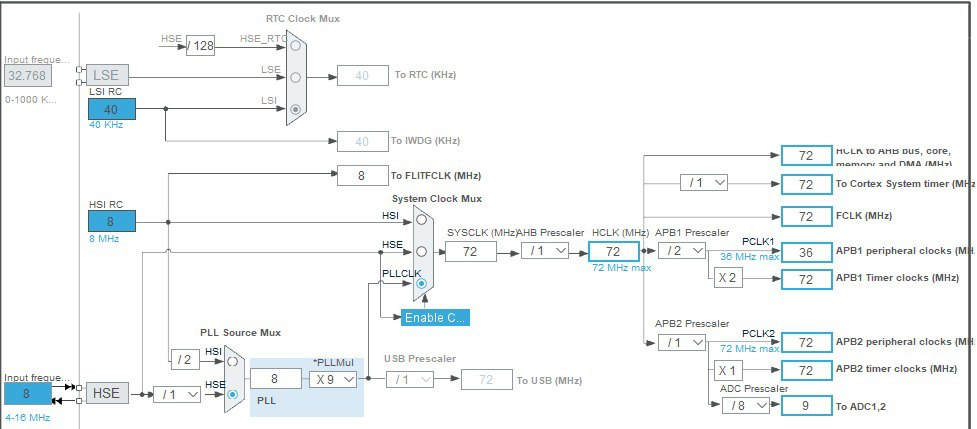 RTC Clock Mux
HSE
/ 128
HSE_RTC
Input freque...
32.768
LSE
LSE
40
To RTC (KHz)
0-1000 K...
LSI RC
40
LSI
40 KHz
40
To IWDG (KHz)
8
To FLITFCLK (MHz)
72
HCLK to AHB bus, core,
memory and DMA (MHz)
/ 1
72
To Cortex System timer (MHz
System Clock Mux
HSI RC
8
HSI
8 MHz
72
FCLK (MHz)
SYSCLK (MHz)
AHB Prescaler
HCLK (MHz)
APB1 Prescaler
HSE
72
/ 1
72
/ 2
PCLK1
36
APB1 peripheral clocks (MH
72 MHz max
36 MHz max
PLLCLK
X 2
72
APB1 Timer clocks (MHz)
Enable C...
APB2 Prescaler
PLL Source Mux
/ 1
PCLK2
72
APB2 peripheral clocks (MH
72 MHz max
/ 2
HSI
*PLLMul
USB Prescaler
X 1
72
APB2 timer clocks (MHz)
Input freque...
8
HSE
/ 1
HSE
8
X 9
/ 1
72
To USB (MHz)
ADC Prescaler
4-16 MHz
PLL
/ 8
9
To ADC1,2